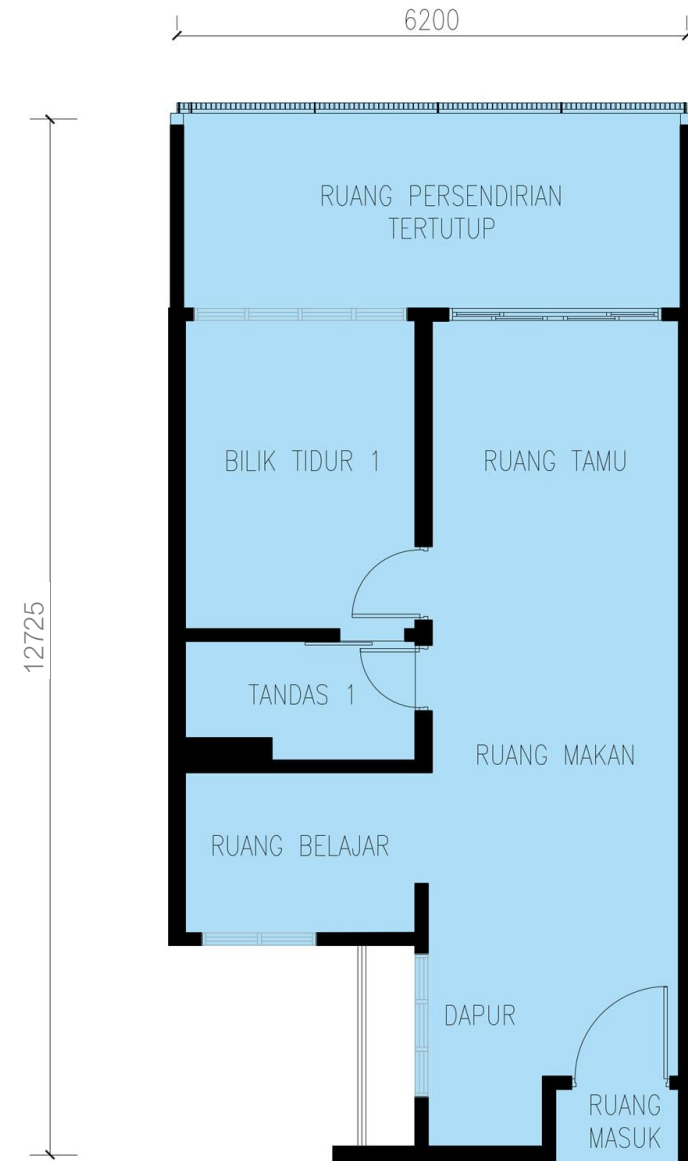 6200
RUANG PERSENDIRIAN
TERTUTUP
BILIK TIDUR 1
RUANG TAMU
12725
TANDAS 1
RUANG MAKAN
RUANG BELAJAR
DAPUR
RUANG
MASUK